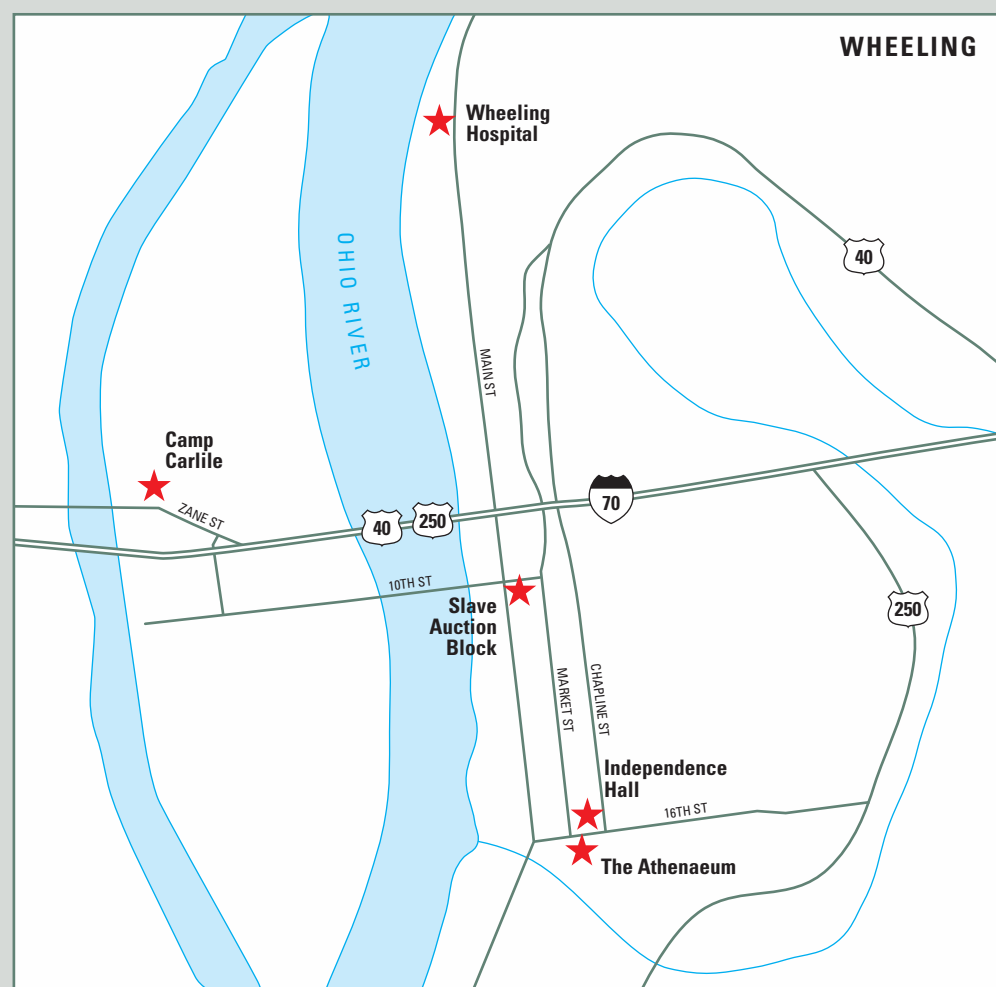 WHEELING
Wheeling
Hospital
40
OHIO RIVER
MAIN ST
Camp
Carlile
ZANE ST
40
250
70
10TH ST
Slave
Auction
Block
250
MARKET ST
CHAPLINE ST
Independence
Hall
16TH ST
The Athenaeum